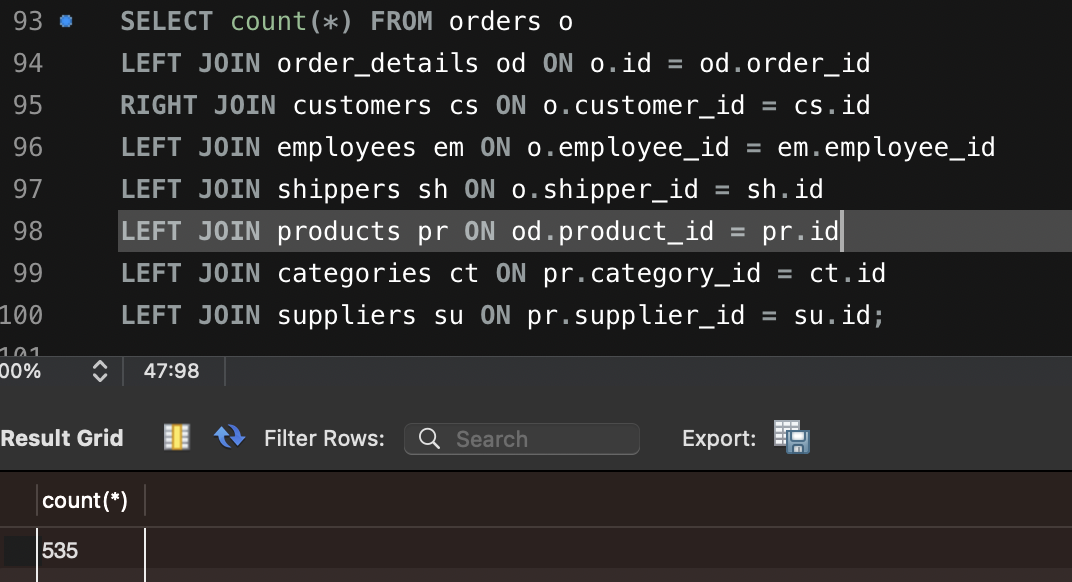 93 SELECT count(*) FROM orders o
94 LEFT JOIN order_details od ON o.id = od.order_id
95 RIGHT JOIN customers cs ON o.customer_id = cs.id
96 LEFT JOIN employees em ON o.employee_id = em.employee_id
97 LEFT JOIN shippers sh ON o.shipper_id = sh.id
98 LEFT JOIN products pr ON od.product_id = pr.id
99 LEFT JOIN categories ct ON pr.category_id = ct.id
100 LEFT JOIN suppliers su ON pr.supplier_id = su.id;
101
00% 47:98
Result Grid Filter Rows: Search Export:
count(*)
535